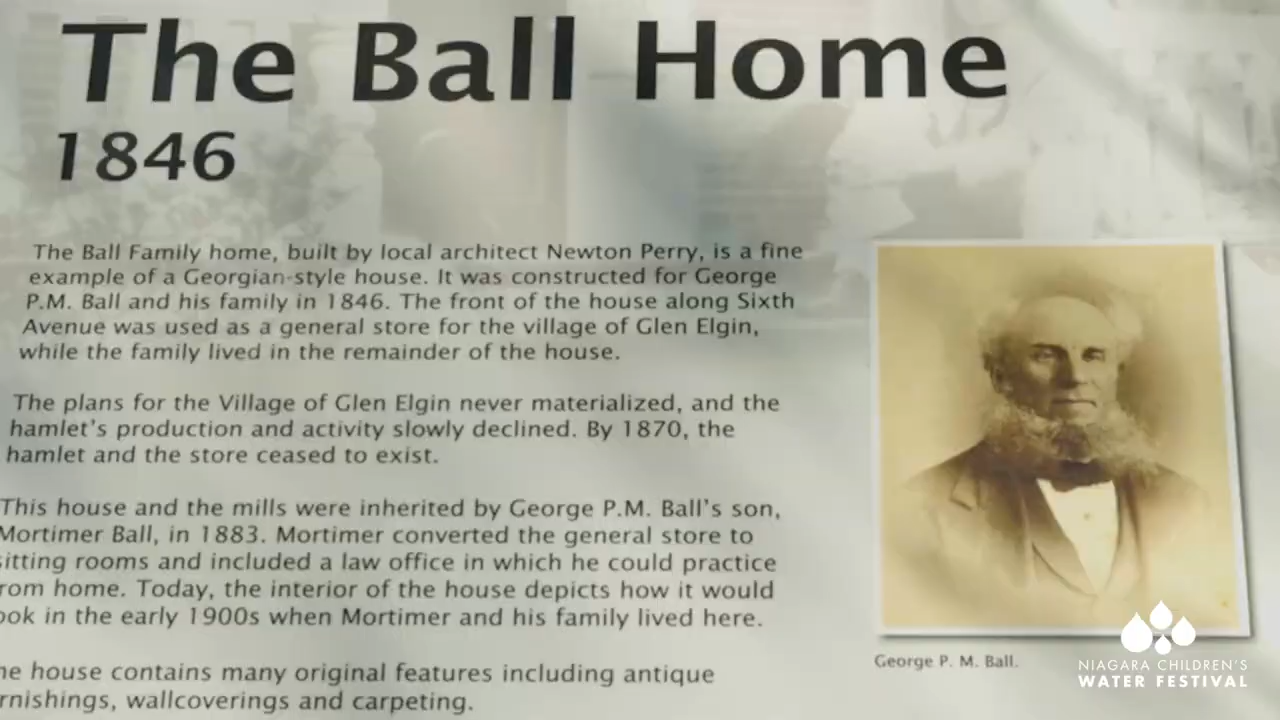 The Ball Home
1846
The Ball Family home, built by local architect Newton Perry, is a fine
example of a Georgian-style house. It was constructed for George
P.M. Ball and his family in 1846. The front of the house along Sixth
Avenue was used as a general store for the village of Glen Elgin,
while the family lived in the remainder of the house.
The plans for the Village of Glen Elgin never materialized, and the
hamlet's production and activity slowly declined. By 1870, the
hamlet and the store ceased to exist.
This house and the mills were inherited by George P.M. Ball's son,
Mortimer Ball, in 1883. Mortimer converted the general store to
itting rooms and included a law office in which he could practice
rom home. Today, the interior of the house depicts how it would
ook in the early 1900s when Mortimer and his family lived here.
he house contains many original features including antique
rnishings, wallcoverings and carpeting.
George P. M. Ball.
NIAGARA CHILDREN'S
WATER FESTIVAL